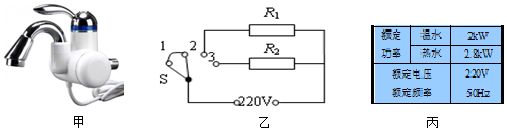 R₁
1 2
3 R₂
S
220V
额定 温水 2kW
功率 热水 2.8kW
额定电压 220V
额定频率 50Hz
甲 乙 丙